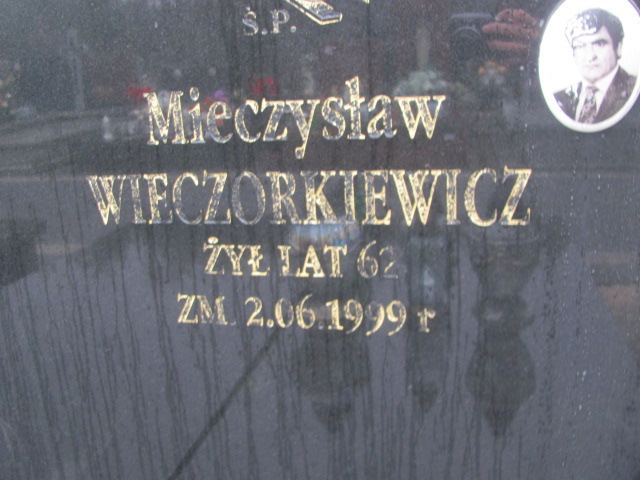 Ś.P.
Mieczysław
WIECZORKIEWICZ
ŻYŁ LAT 62
ZM. 2.06.1999 r